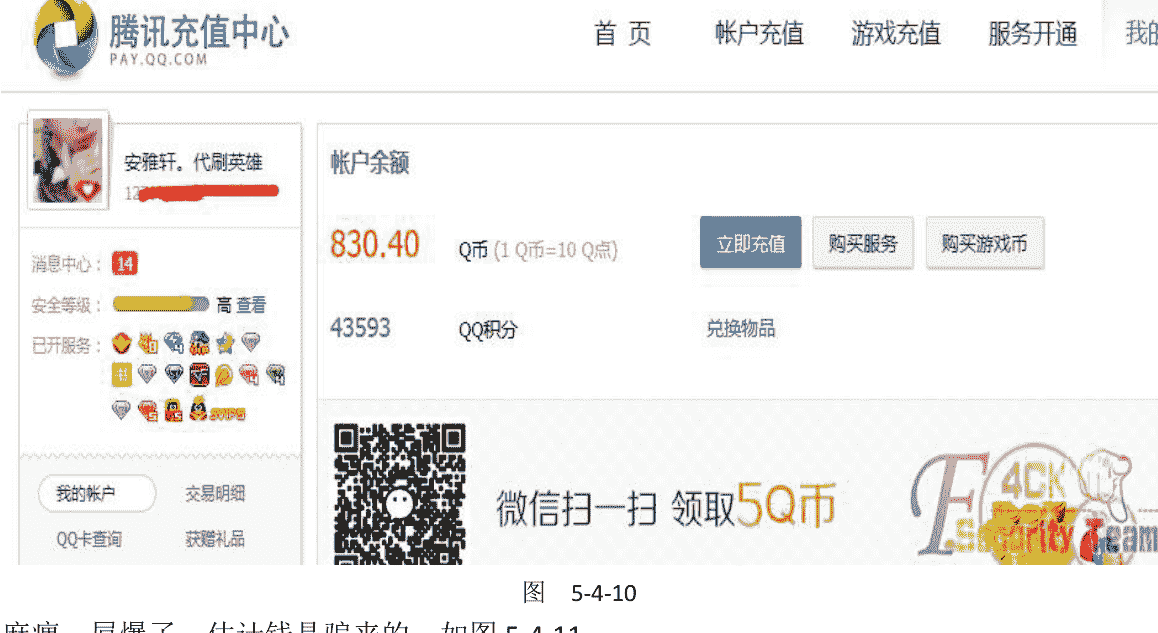 腾讯充值中心
PAY.QQ.COM
首 页 帐户充值 游戏充值 服务开通 我的
安雅轩。代刷英雄
帐户余额
830.40 Q币 (1 Q币=10 Q点) 立即充值 购买服务 购买游戏币
消息中心: 14
安全等级: 高 查看
43593 QQ积分 兑换物品
已开服务:
我的帐户 交易明细
QQ卡查询 获赠礼品
微信扫一扫 领取5Q币
F4CK
Security Team
图 5-4-10